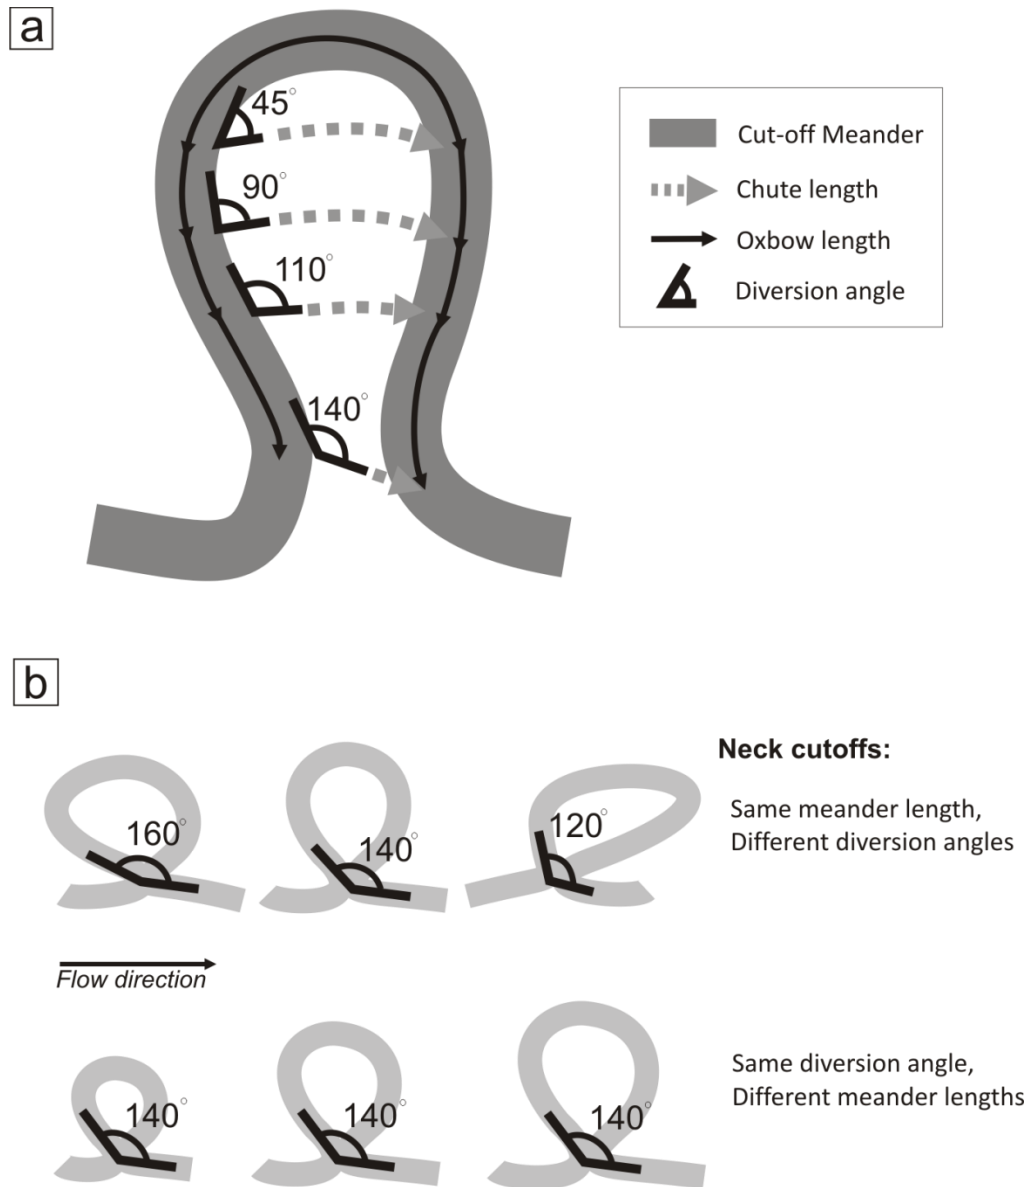 a
45°
90°
110°
140°
Cut-off Meander
Chute length
Oxbow length
Diversion angle
b
Neck cutoffs:
160°
140°
120°
Same meander length,
Different diversion angles
Flow direction
140°
140°
140°
Same diversion angle,
Different meander lengths